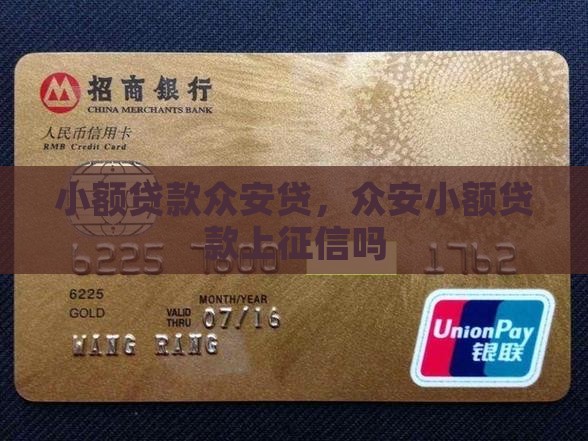 招商銀行
CHINA MERCHANTS BANK
人民币信用卡
RMB Credit Card
小额贷款众安贷，众安小额贷
款上征信吗
6225 1762
6225
MONTH/YEAR
GOLD
VALID
THRU
07/16
WANG RANG
UnionPay
银联